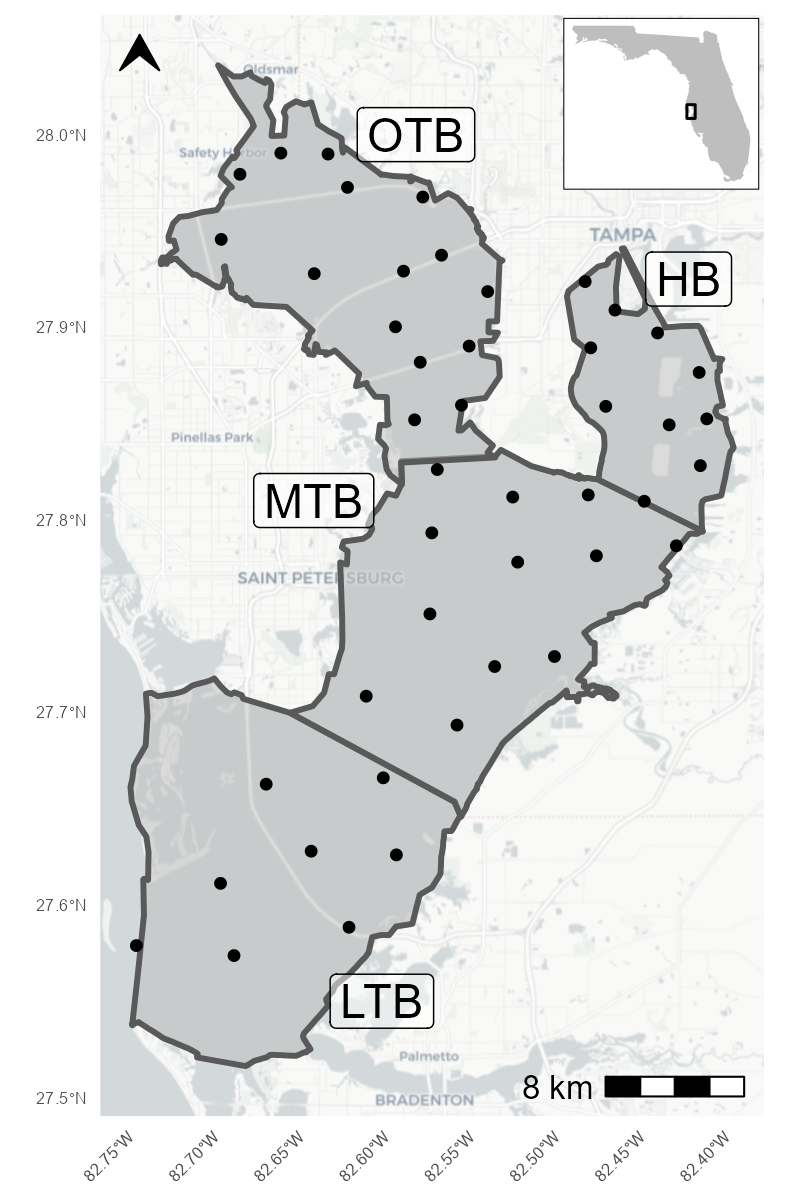 Oldsmar
28.0°N
OTB
Safety Harbor
TAMPA
HB
27.9°N
Pinellas Park
MTB
27.8°N
SAINT PETERSBURG
27.7°N
27.6°N
LTB
Palmetto
8 km
27.5°N
BRADENTON
82.75°W
82.70°W
82.65°W
82.60°W
82.55°W
82.50°W
82.45°W
82.40°W